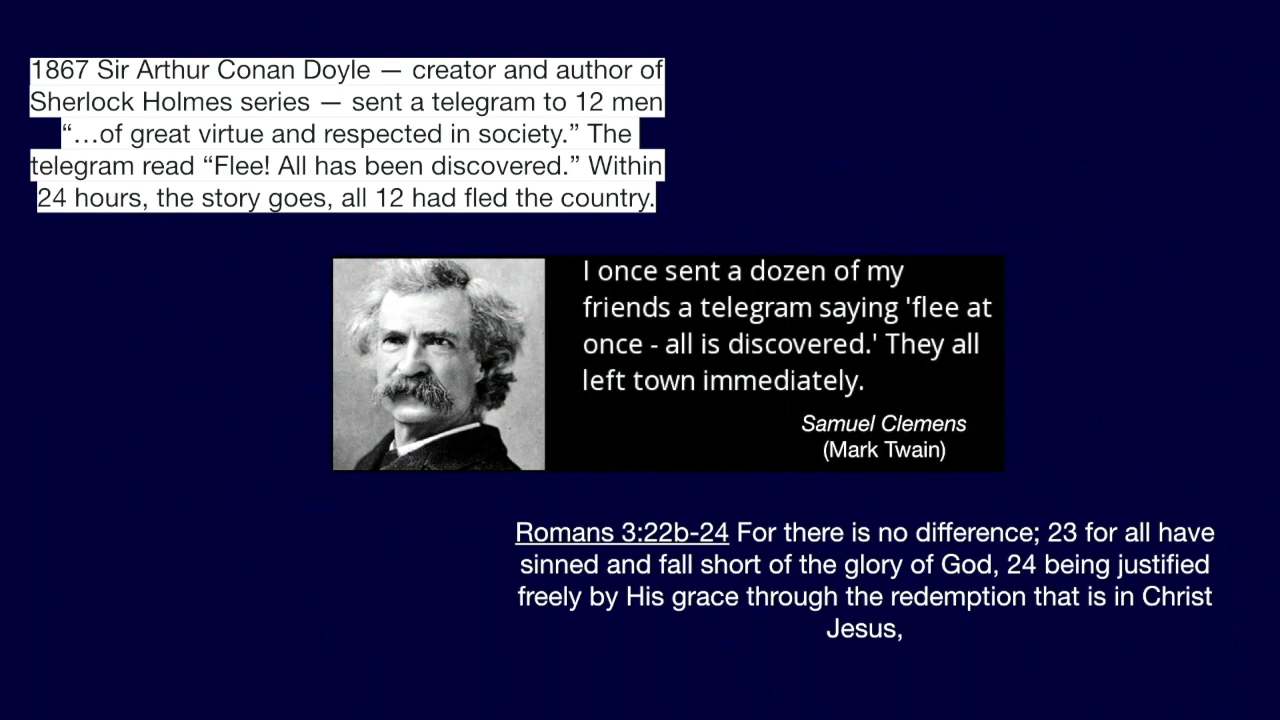 1867 Sir Arthur Conan Doyle — creator and author of
Sherlock Holmes series — sent a telegram to 12 men
“…of great virtue and respected in society.” The
telegram read “Flee! All has been discovered.” Within
24 hours, the story goes, all 12 had fled the country.
I once sent a dozen of my
friends a telegram saying 'flee at
once - all is discovered.' They all
left town immediately.
Samuel Clemens
(Mark Twain)
Romans 3:22b-24 For there is no difference; 23 for all have
sinned and fall short of the glory of God, 24 being justified
freely by His grace through the redemption that is in Christ
Jesus,